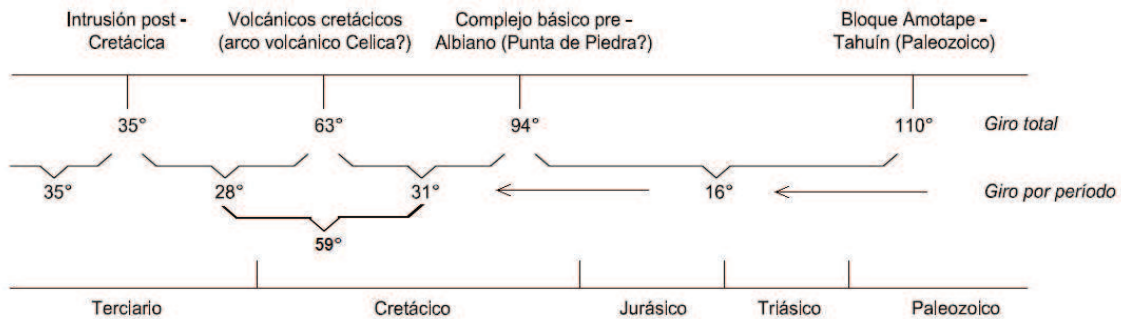 Intrusión post -
Cretácica
Volcánicos cretácicos
(arco volcánico Celica?)
Complejo básico pre -
Albiano (Punta de Piedra?)
Bloque Amotape -
Tahuín (Paleozoico)
35° 63° 94° 110° Giro total
35° 28° 31° 16° Giro por período
59°
Terciario Cretácico Jurásico Triásico Paleozoico